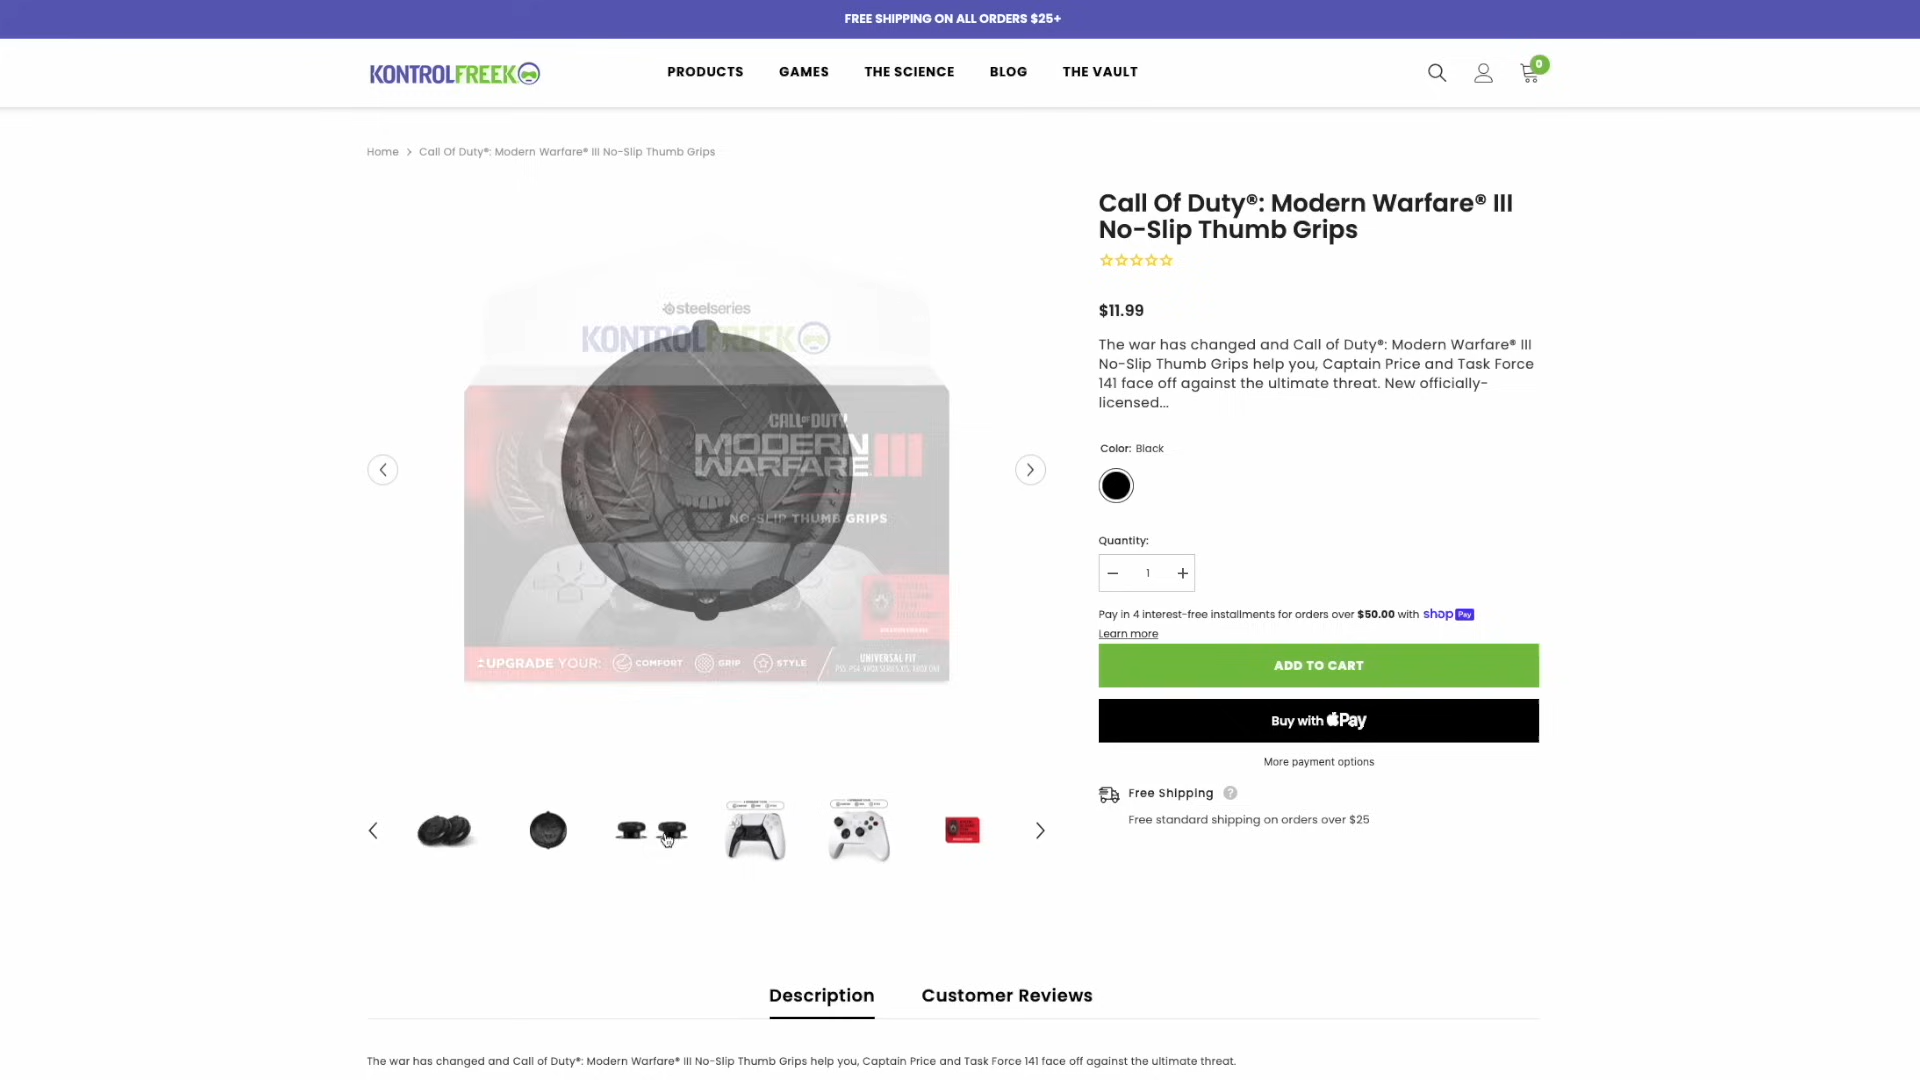 FREE SHIPPING ON ALL ORDERS $25+
KONTROLFREEK
PRODUCTS
GAMES
THE SCIENCE
BLOG
THE VAULT
0
Home > Call Of Duty®: Modern Warfare® III No-Slip Thumb Grips
steelseries
KONTROLFREEK
CALL OF DUTY
MODERN
WARFARE III
NO-SLIP THUMB GRIPS
UPGRADE YOUR:
COMFORT
GRIP
STYLE
UNIVERSAL FIT
Call Of Duty®: Modern Warfare® III
No-Slip Thumb Grips
$11.99
The war has changed and Call of Duty®: Modern Warfare® III
No-Slip Thumb Grips help you, Captain Price and Task Force
141 face off against the ultimate threat. New officially-
licensed...
Color: Black
Quantity:
1
Pay in 4 interest-free installments for orders over $50.00 with shop Pay
Learn more
ADD TO CART
Buy with Pay
More payment options
Free Shipping ?
Free standard shipping on orders over $25
Description
Customer Reviews
The war has changed and Call of Duty®: Modern Warfare® III No-Slip Thumb Grips help you, Captain Price and Task Force 141 face off against the ultimate threat.